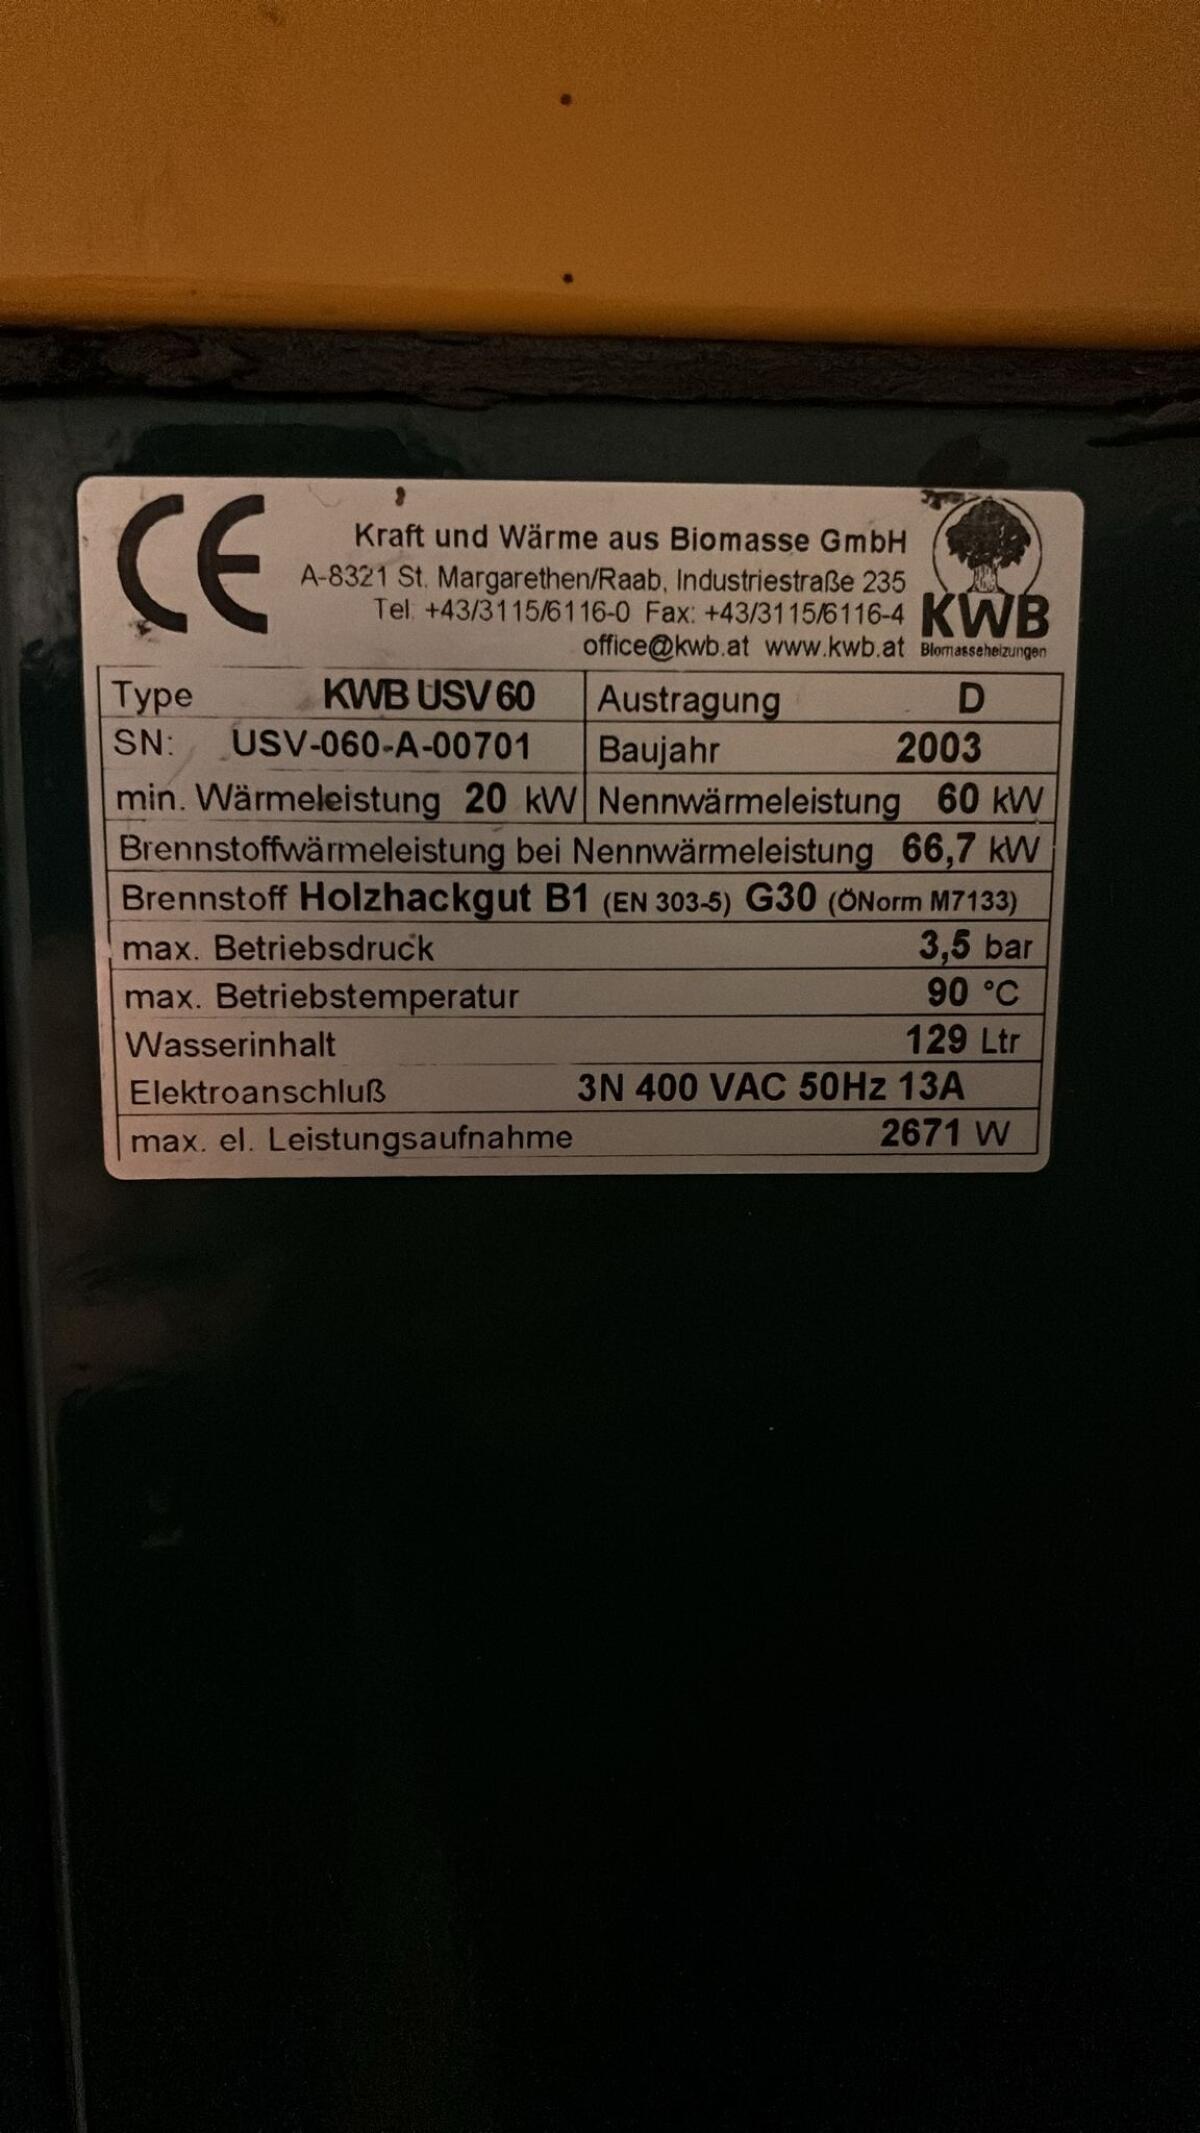 CE
Kraft und Wärme aus Biomasse GmbH
A-8321 St. Margarethen/Raab, Industriestraße 235
Tel. +43/3115/6116-0 Fax: +43/3115/6116-4
office@kwb.at www.kwb.at
KWB
Biomasseheizungen
Type KWB USV 60 Austragung D
SN: USV-060-A-00701 Baujahr 2003
min. Wärmeleistung 20 kW Nennwärmeleistung 60 kW
Brennstoffwärmeleistung bei Nennwärmeleistung 66,7 kW
Brennstoff Holzhackgut B1 (EN 303-5) G30 (ÖNorm M7133)
max. Betriebsdruck 3,5 bar
max. Betriebstemperatur 90 °C
Wasserinhalt 129 Ltr
Elektroanschluß 3N 400 VAC 50Hz 13A
max. el. Leistungsaufnahme 2671 W